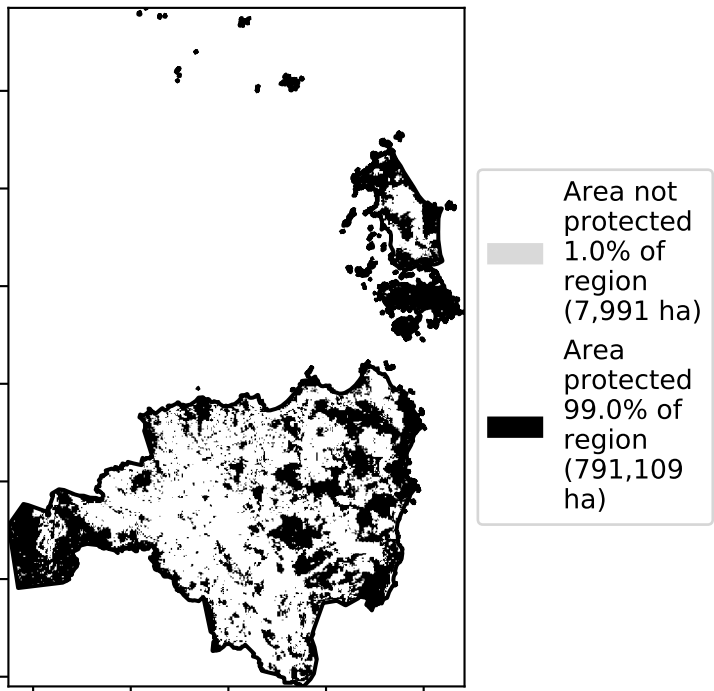 Area not
protected
1.0% of
region
(7,991 ha)
Area
protected
99.0% of
region
(791,109
ha)